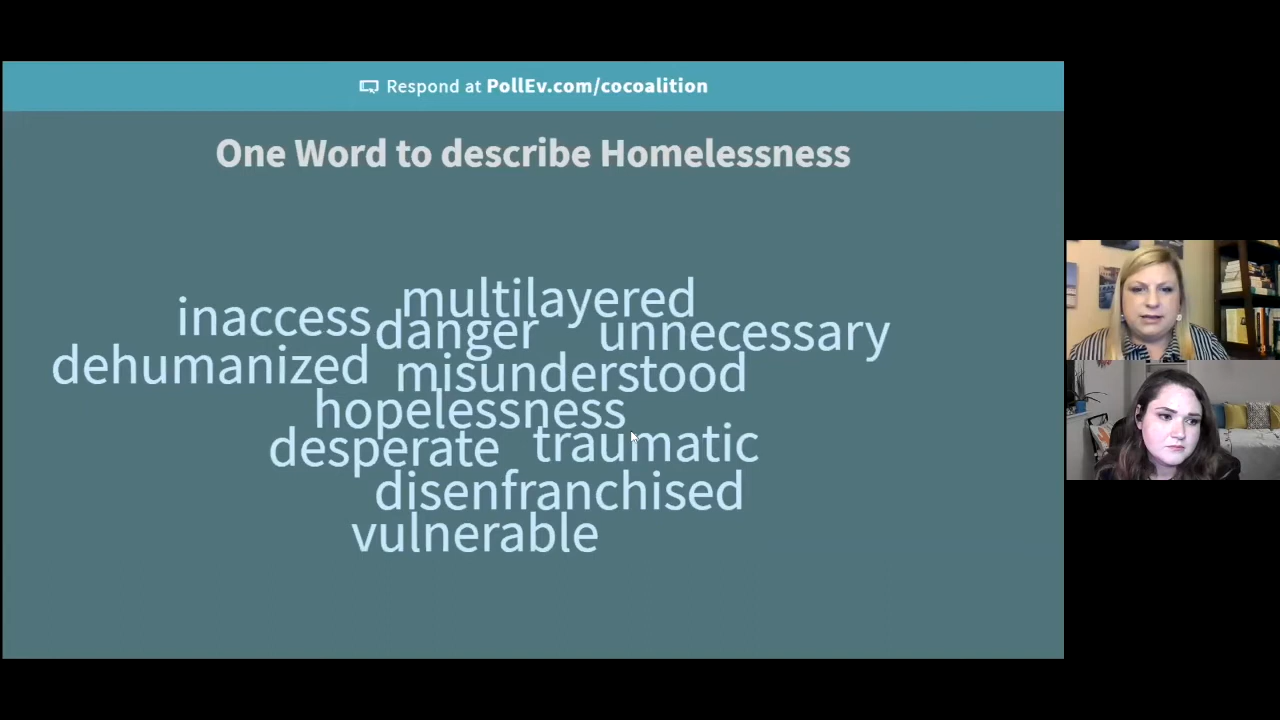 Respond at PollEv.com/cocoalition
One Word to describe Homelessness
multilayered
inaccess
danger
unnecessary
dehumanized
misunderstood
hopelessness
desperate
traumatic
disenfranchised
vulnerable